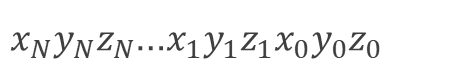 x_N y_N z_N … x_1 y_1 z_1 x_0 y_0 z_0